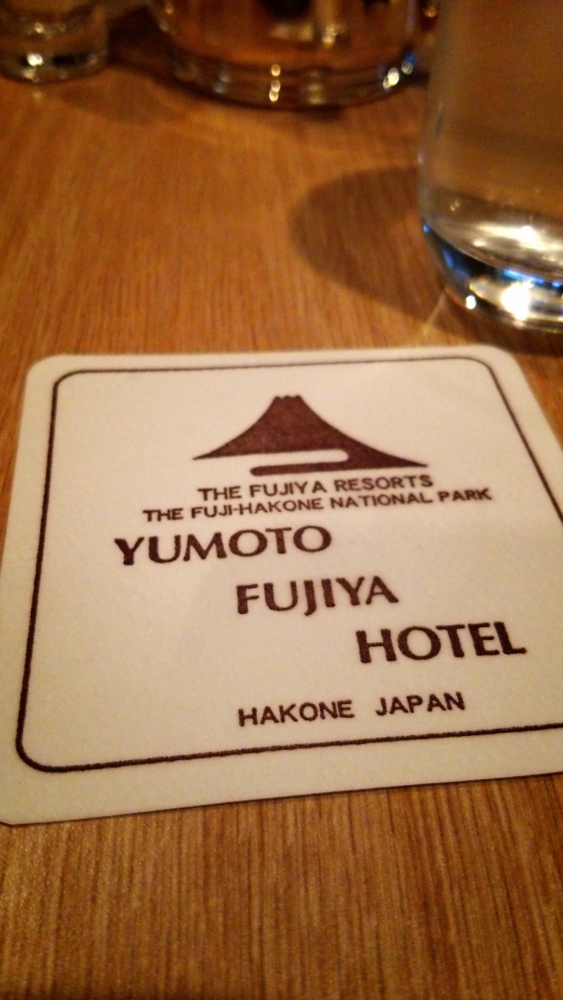 THE FUJIYA RESORTS
THE FUJI-HAKONE NATIONAL PARK
YUMOTO
FUJIYA
HOTEL
HAKONE JAPAN